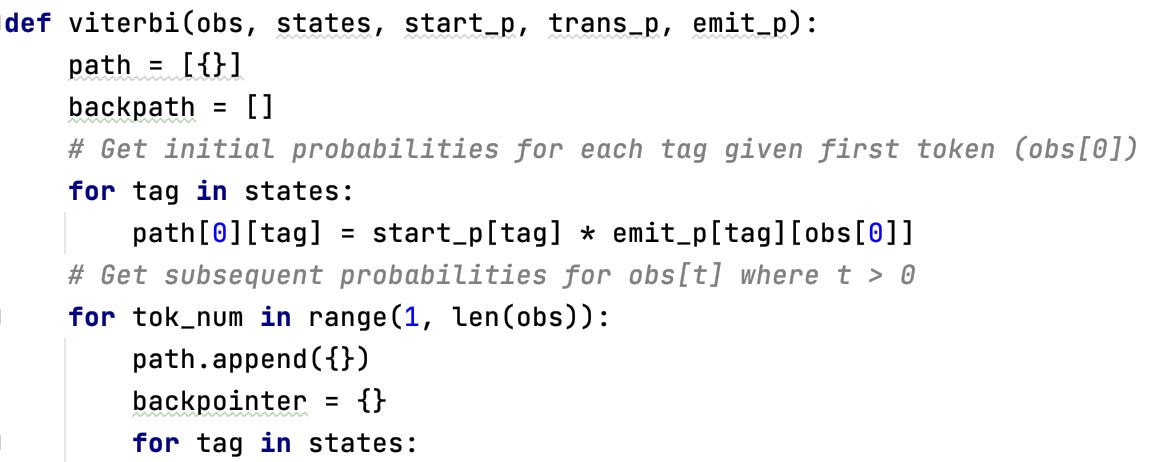 def viterbi(obs, states, start_p, trans_p, emit_p):
    path = [{}]
    backpath = []
    # Get initial probabilities for each tag given first token (obs[0])
    for tag in states:
        path[0][tag] = start_p[tag] * emit_p[tag][obs[0]]
    # Get subsequent probabilities for obs[t] where t > 0
    for tok_num in range(1, len(obs)):
        path.append({})
        backpointer = {}
        for tag in states: